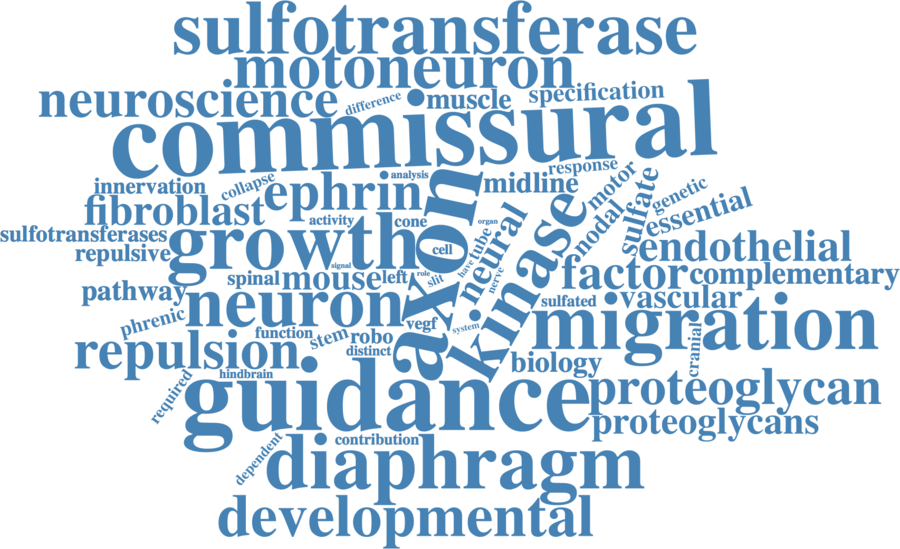 sulfotransferase
motoneuron
neuroscience
difference
muscle
specification
commissural
innervation
collapse
analysis
ephrin
midline
response
motor
fibroblast
activity
cone
axon
organ
tube
neural
kinase
nodal
sulfate
genetic
essential
sulfotransferases
repulsive
growth
cell
signal
role
slit
have
nerve
endothelial
pathway
spinal
mouse
left
factor
complementary
neuron
vegf
system
sulfated
vascular
phrenic
function
stem
robo
distinct
migration
cranial
repulsion
hindbrain
biology
required
guidance
proteoglycan
proteoglycans
dependent
contribution
diaphragm
developmental